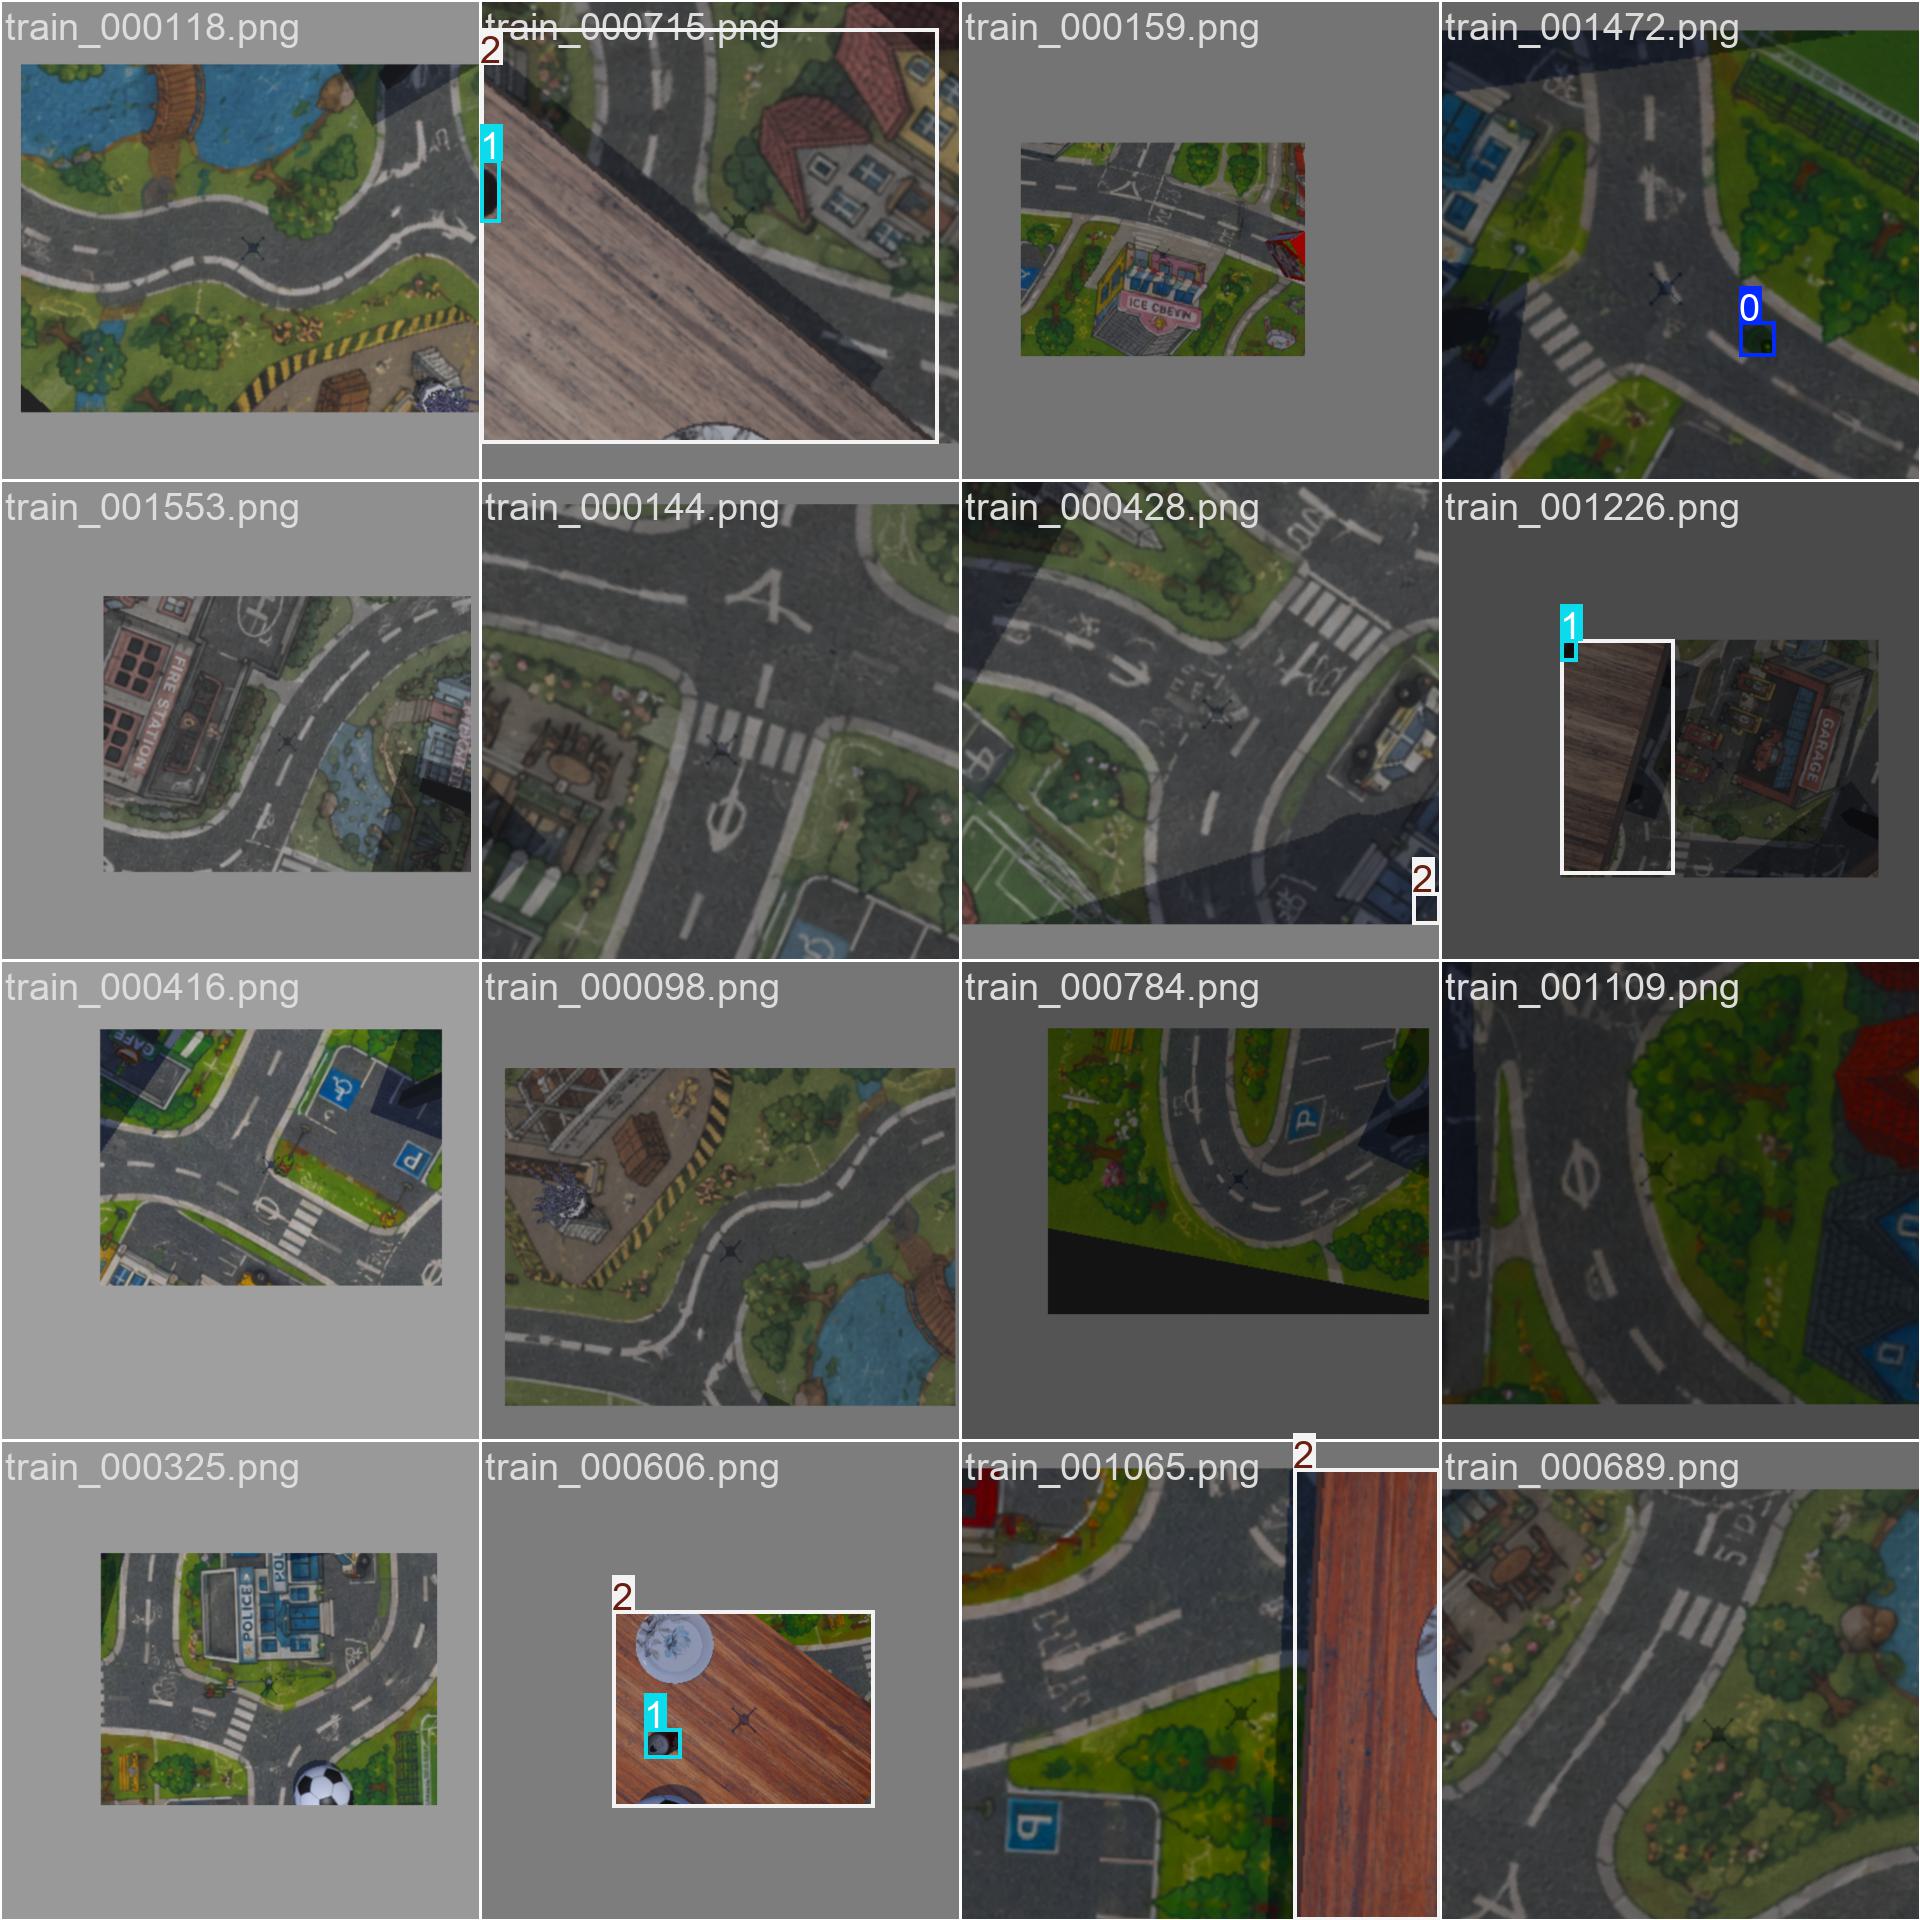 train_000118.png
train_000715.png
train_000159.png
train_001472.png
2
1
0
ICE
train_001553.png
train_000144.png
train_000428.png
train_001226.png
1
FIRE STATION
GARAGE
2
train_000416.png
train_000098.png
train_000784.png
train_001109.png
CAFE
P
P
train_000325.png
train_000606.png
train_001065.png
train_000689.png
2
2
POLICE
1
P